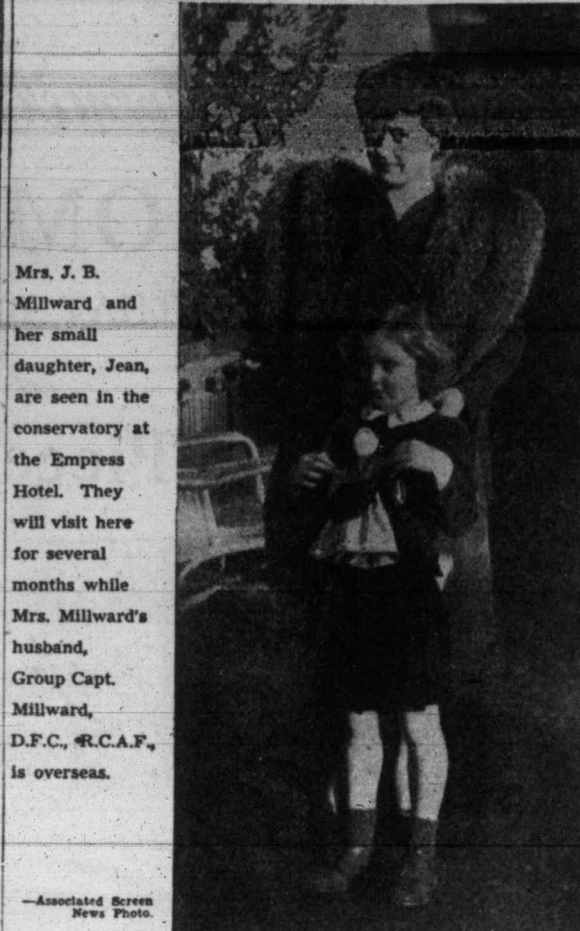 Mrs. J. B.
Millward and
her small
daughter, Jean,
are seen in the
conservatory at
the Empress
Hotel. They
will visit here
for several
months while
Mrs. Millward's
husband,
Group Capt.
Millward,
D.F.C., R.C.A.F.,
is overseas.
—Associated Screen
News Photo.